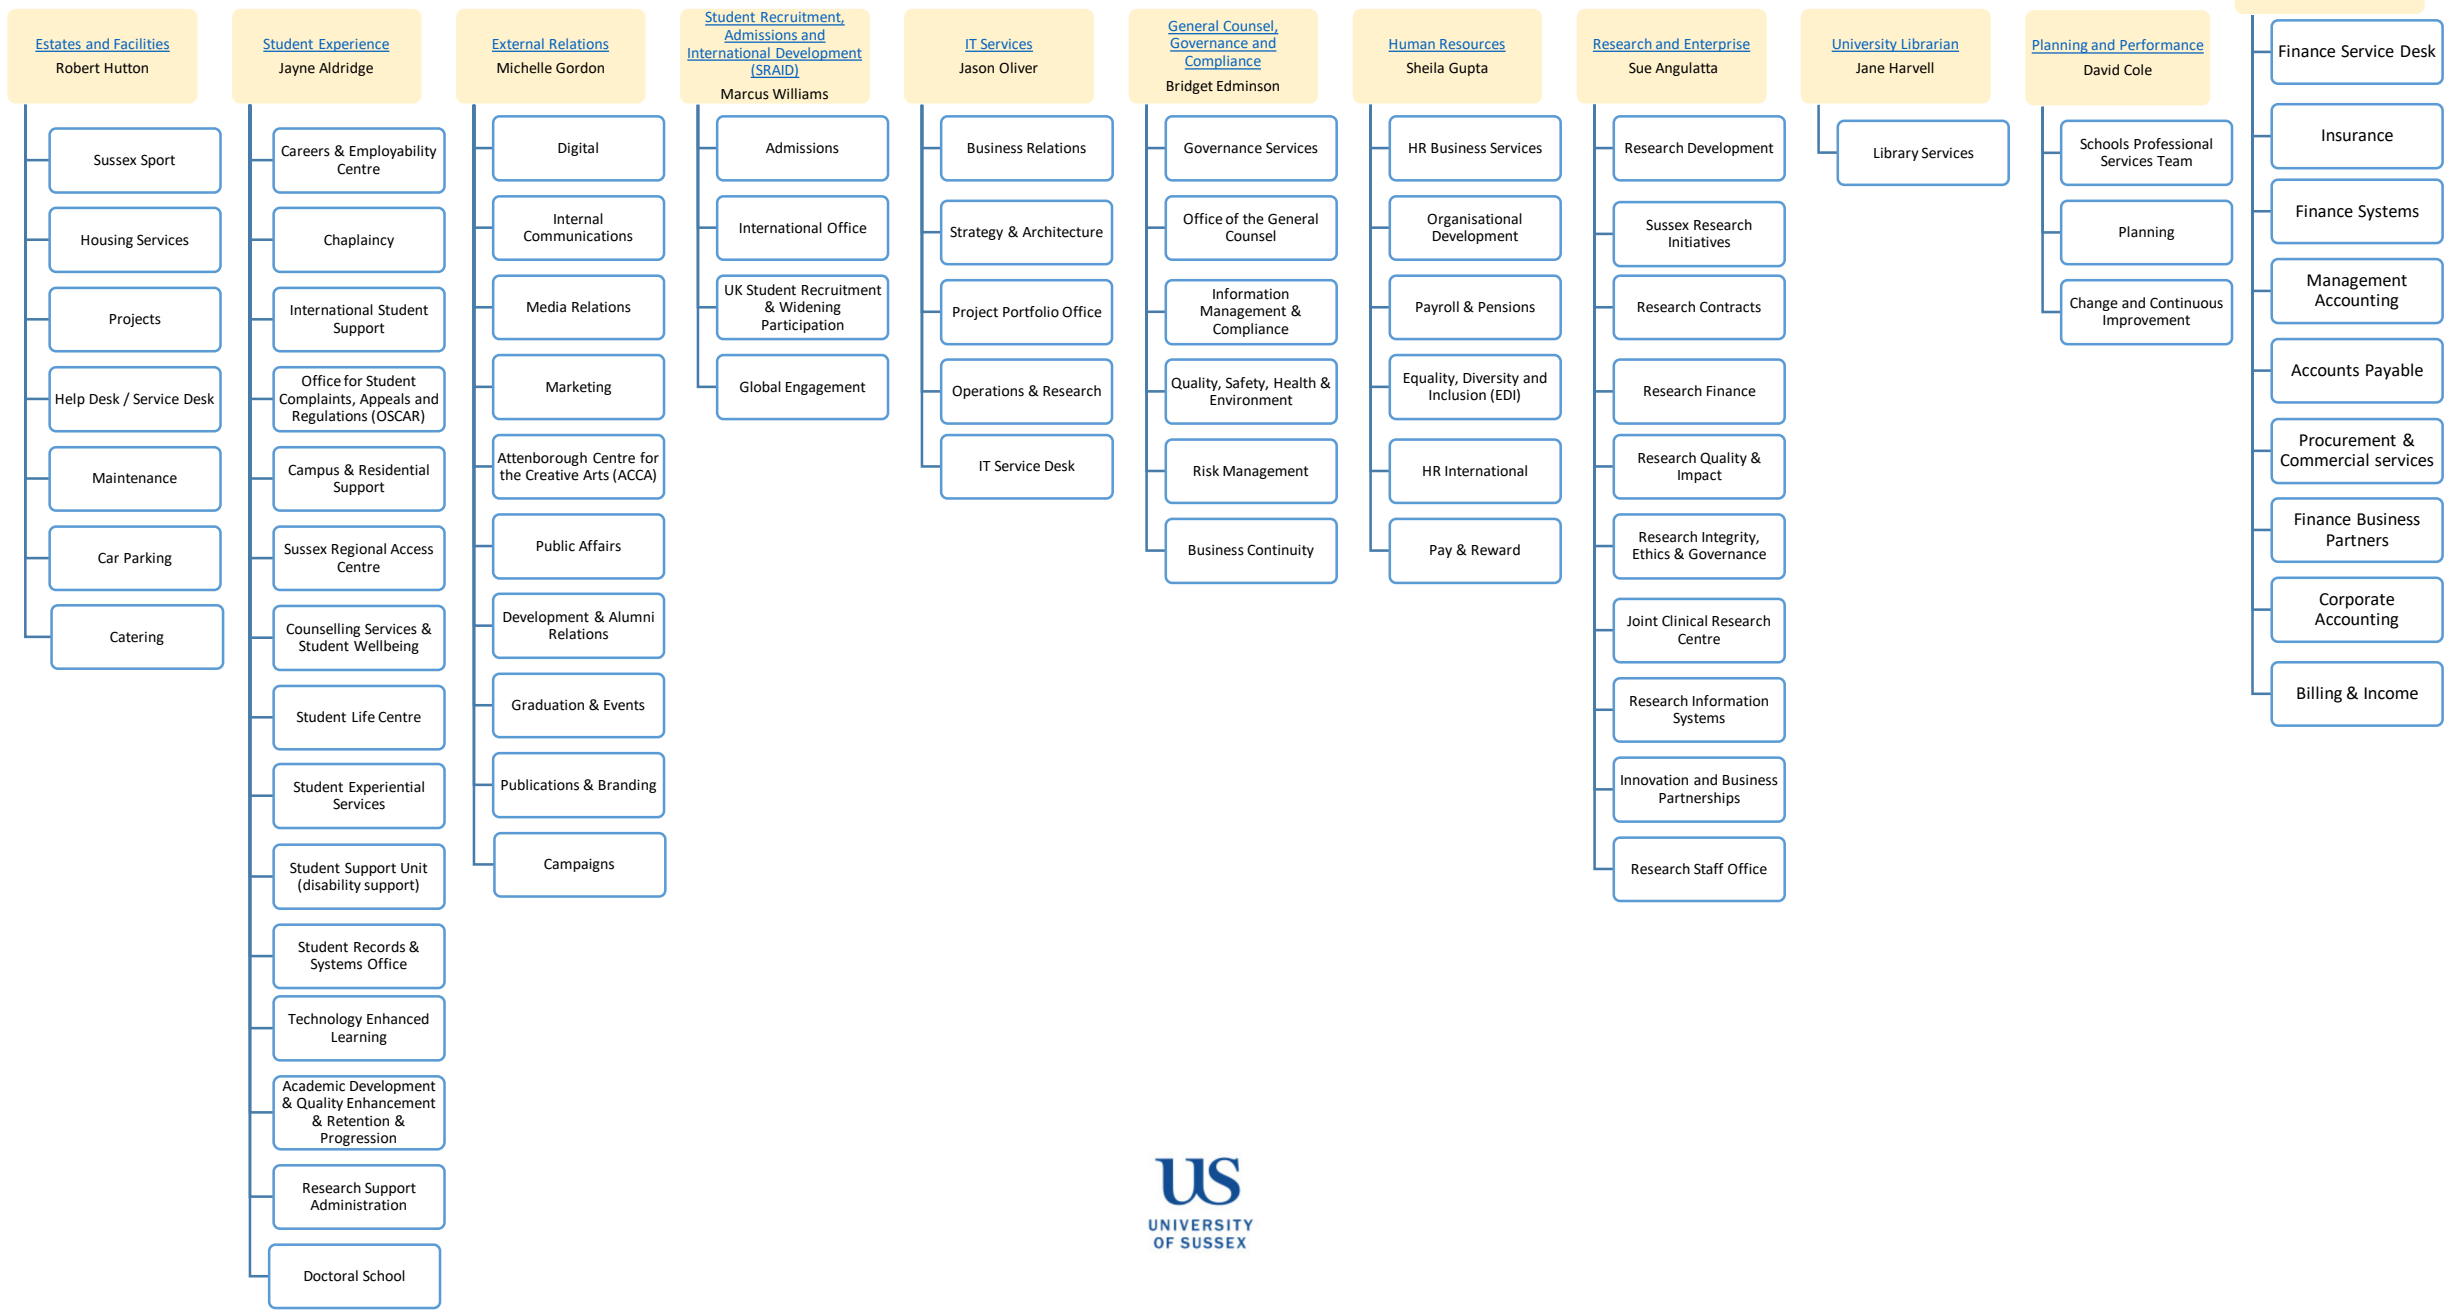 Estates and Facilities
Robert Hutton
Sussex Sport
Housing Services
Projects
Help Desk / Service Desk
Maintenance
Car Parking
Catering
Student Experience
Jayne Aldridge
Careers & Employability
Centre
Chaplaincy
International Student
Support
Office for Student
Complaints, Appeals and
Regulations (OSCAR)
Campus & Residential
Support
Sussex Regional Access
Centre
Counselling Services &
Student Wellbeing
Student Life Centre
Student Experiential
Services
Student Support Unit
(disability support)
Student Records &
Systems Office
Technology Enhanced
Learning
Academic Development
& Quality Enhancement
& Retention &
Progression
Research Support
Administration
Doctoral School
External Relations
Michelle Gordon
Digital
Internal
Communications
Media Relations
Marketing
Attenborough Centre for
the Creative Arts (ACCA)
Public Affairs
Development & Alumni
Relations
Graduation & Events
Publications & Branding
Campaigns
Student Recruitment,
Admissions and
International Development
(SRAID)
Marcus Williams
Admissions
International Office
UK Student Recruitment
& Widening
Participation
Global Engagement
IT Services
Jason Oliver
Business Relations
Strategy & Architecture
Project Portfolio Office
Operations & Research
IT Service Desk
General Counsel,
Governance and
Compliance
Bridget Edminson
Governance Services
Office of the General
Counsel
Information
Management &
Compliance
Quality, Safety, Health &
Environment
Risk Management
Business Continuity
Human Resources
Sheila Gupta
HR Business Services
Organisational
Development
Payroll & Pensions
Equality, Diversity and
Inclusion (EDI)
HR International
Pay & Reward
Research and Enterprise
Sue Angulatta
Research Development
Sussex Research
Initiatives
Research Contracts
Research Finance
Research Quality &
Impact
Research Integrity,
Ethics & Governance
Joint Clinical Research
Centre
Research Information
Systems
Innovation and Business
Partnerships
Research Staff Office
University Librarian
Jane Harvell
Library Services
Planning and Performance
David Cole
Schools Professional
Services Team
Planning
Change and Continuous
Improvement
Finance Service Desk
Insurance
Finance Systems
Management
Accounting
Accounts Payable
Procurement &
Commercial services
Finance Business
Partners
Corporate
Accounting
Billing & Income
US
UNIVERSITY
OF SUSSEX